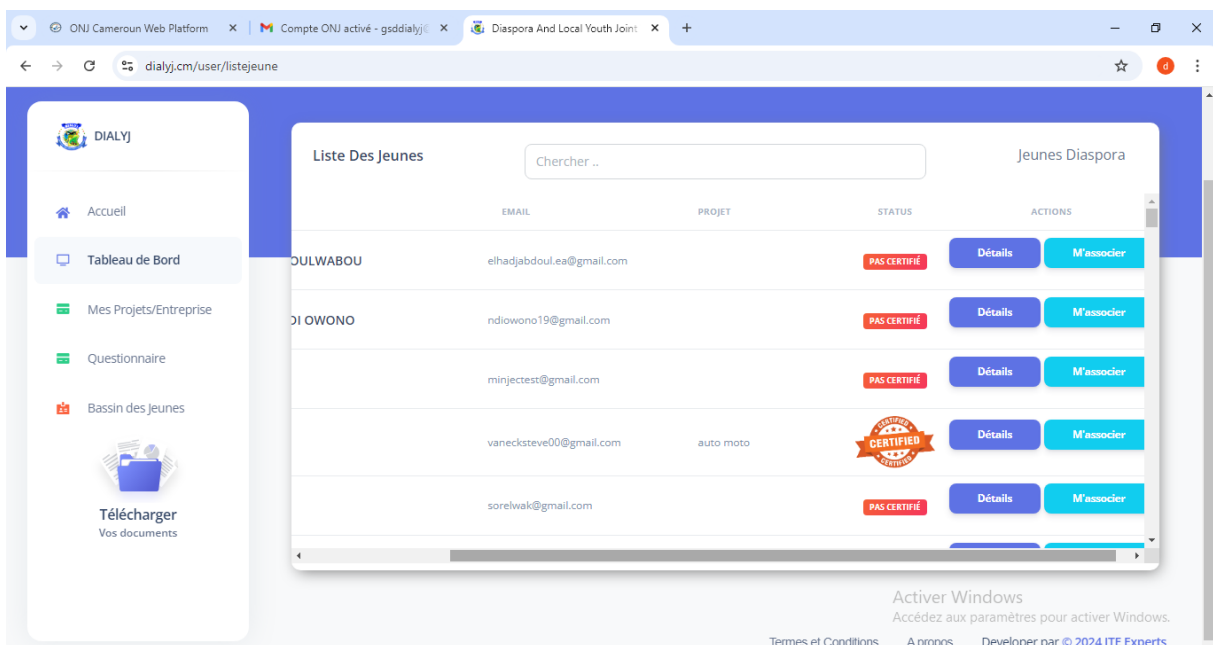 ONJ Cameroun Web Platform
Compte ONJ activé - gsddialyj
Diaspora And Local Youth Joint
dialyj.cm/user/listejeune
d
DIALYJ
Accueil
Tableau de Bord
Mes Projets/Entreprise
Questionnaire
Bassin des Jeunes
Télécharger
Vos documents
Liste Des Jeunes
Chercher ..
Jeunes Diaspora
EMAIL PROJET STATUS ACTIONS
OULWABOU elhadjabdoul.ea@gmail.com PAS CERTIFIÉ Détails M'associer
DI OWONO ndiowono19@gmail.com PAS CERTIFIÉ Détails M'associer
minjectest@gmail.com PAS CERTIFIÉ Détails M'associer
CERTIFIED
vanecksteve00@gmail.com auto moto CERTIFIED Détails M'associer
CERTIFIED
sorelwak@gmail.com PAS CERTIFIÉ Détails M'associer
Activer Windows
Accédez aux paramètres pour activer Windows.
Termes et Conditions A propos Developer par © 2024 ITE Experts